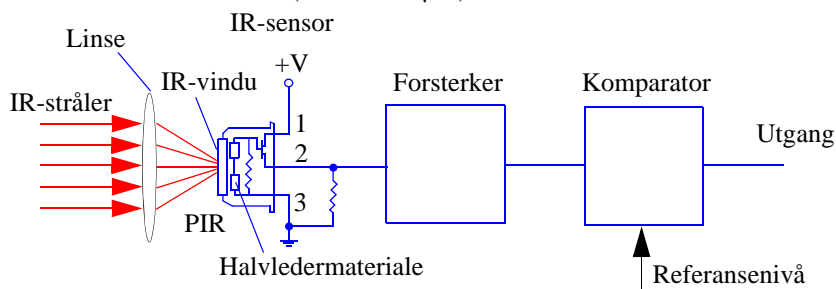 IR-sensor
Linse
+V
IR-vindu
Forsterker
Komparator
IR-stråler
1
Utgang
2
3
PIR
Halvledermateriale
Referansenivå